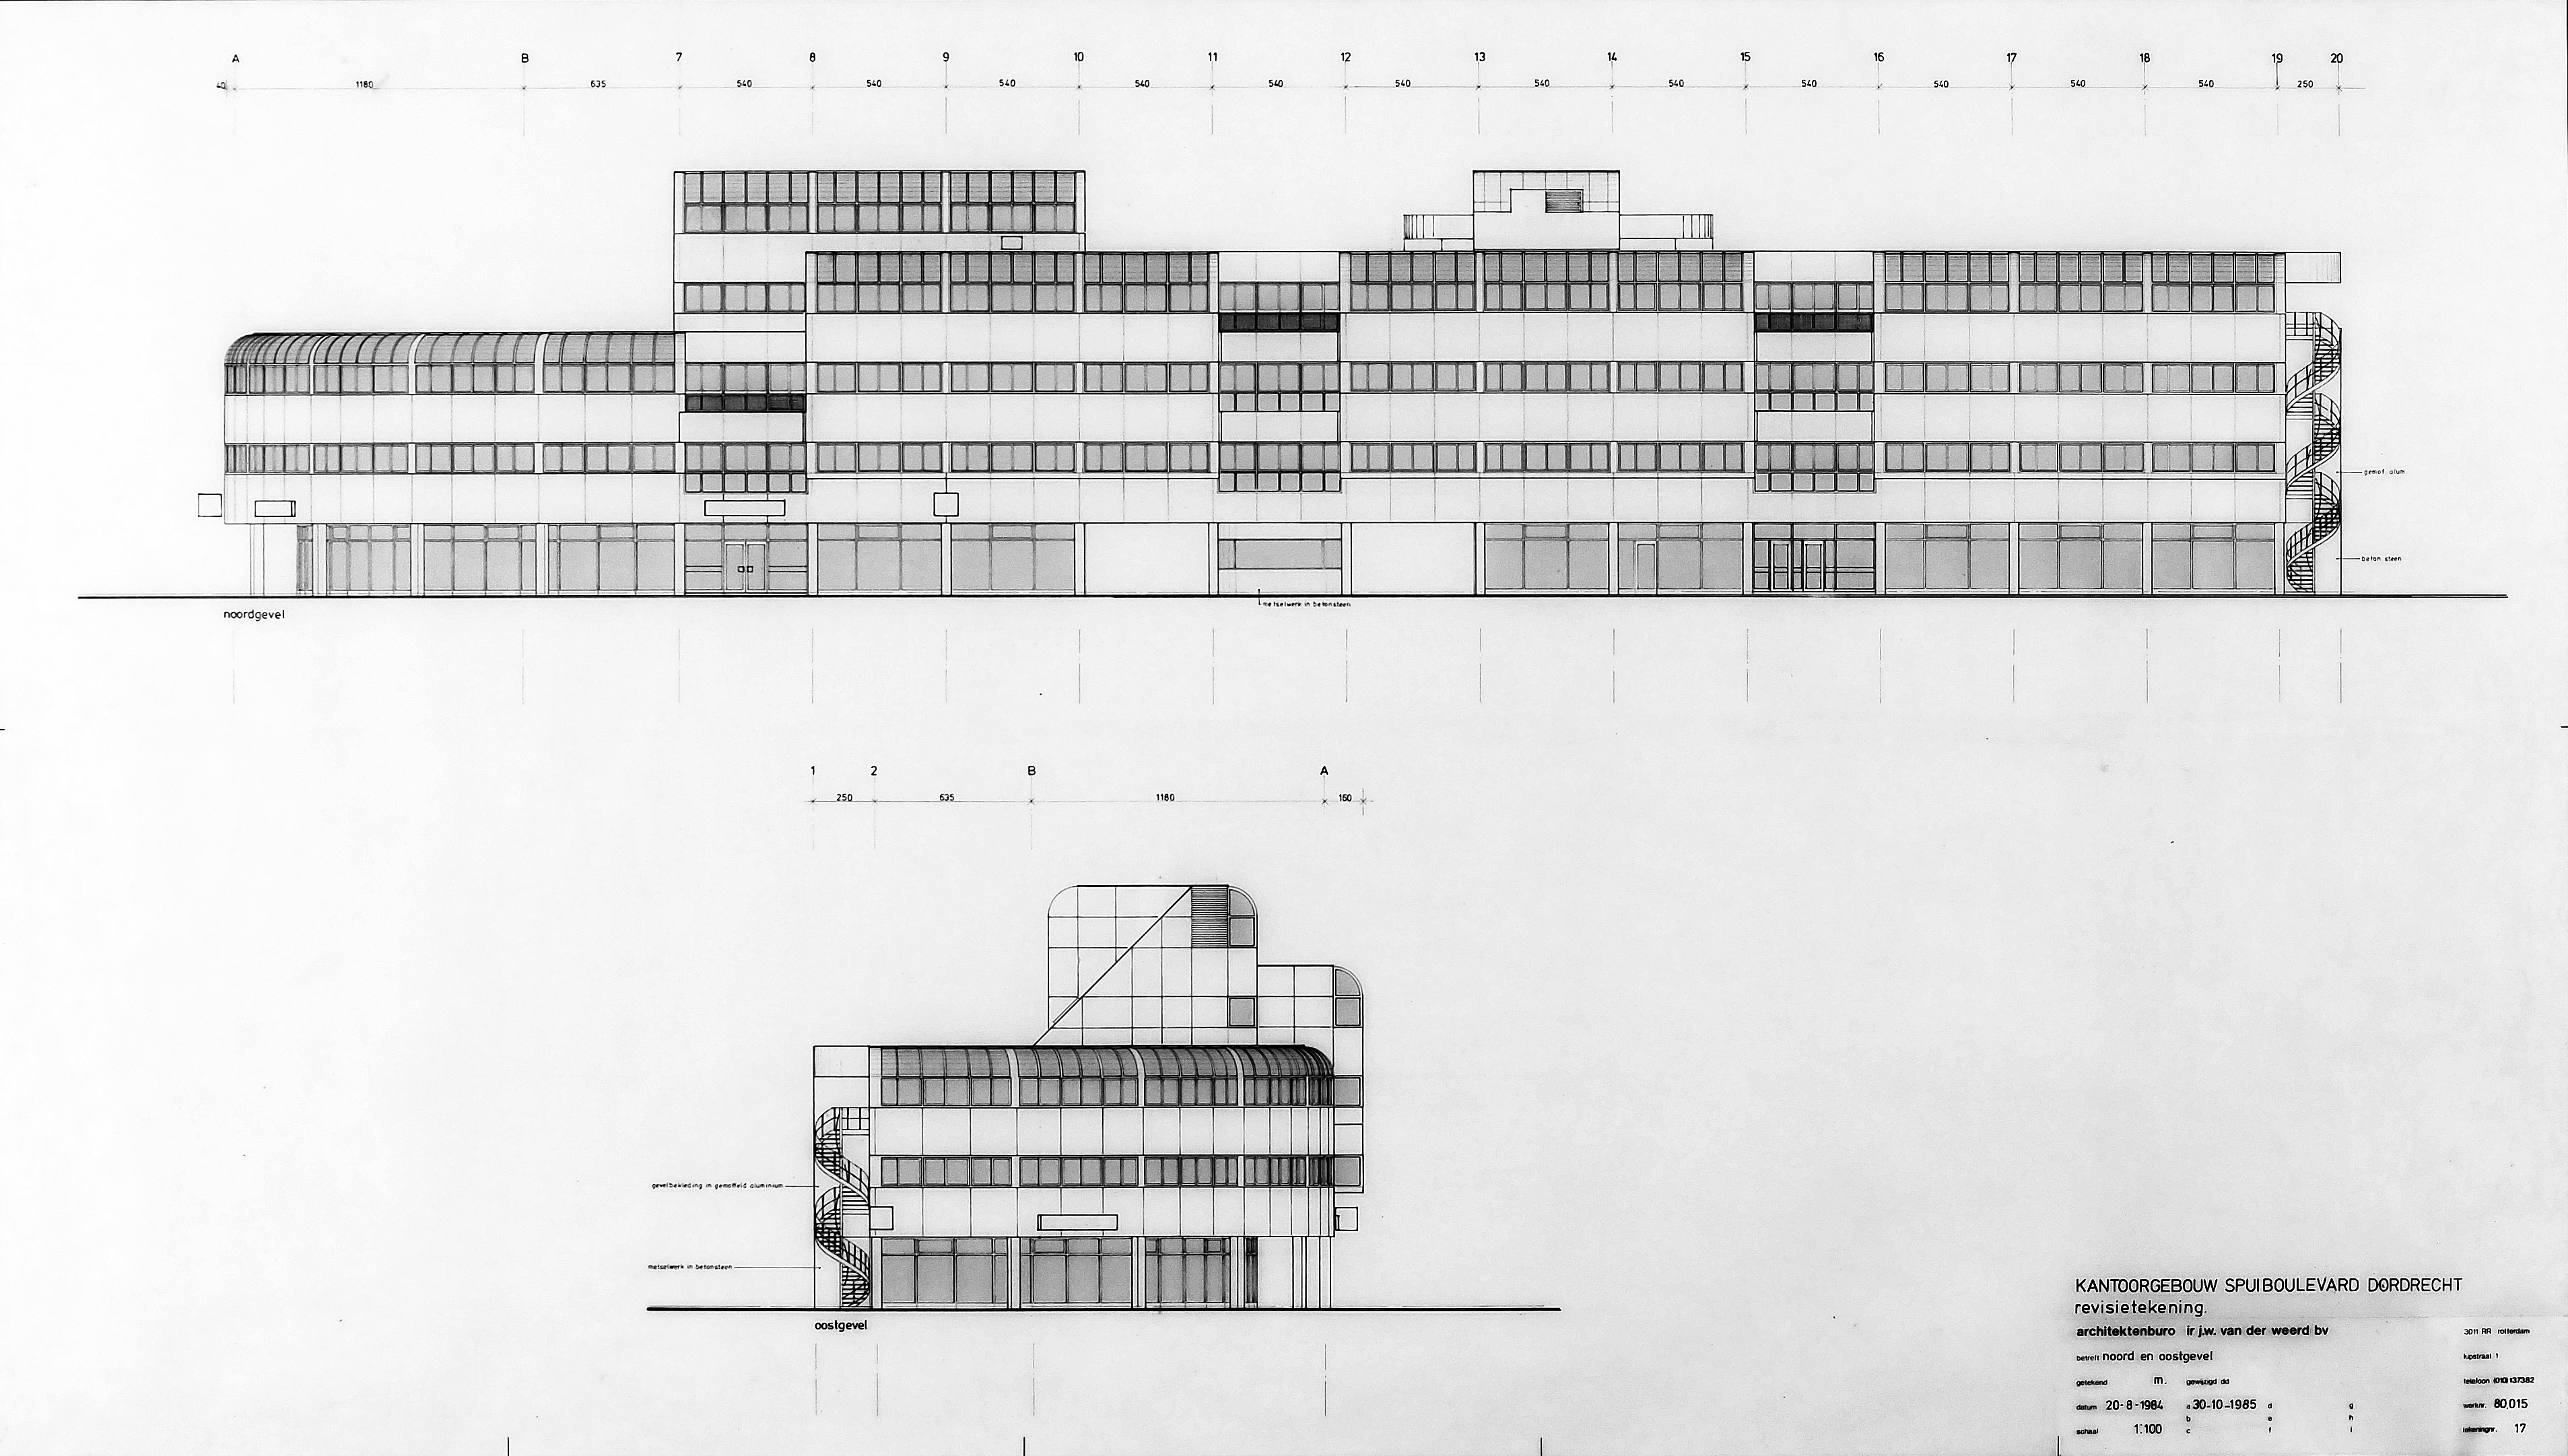 A B 7 8 9 10 11 12 13 14 15 16 17 18 19 20
40 1180 635 540 540 540 540 540 540 540 540 540 540 540 540 250
gemof. alum
beton steen
metselwerk in betonsteen
noordgevel
1 2 B A
250 635 1180 160
gevelbekleding in gemoffeld aluminium
metselwerk in betonsteen
oostgevel
KANTOORGEBOUW SPUIBOULEVARD DORDRECHT
revisietekening.
architektenburo ir j.w. van der weerd bv 3011 RR rotterdam
betreft noord en oostgevel
getekend m. gewijzigd dd telefoon (010) 137382
datum 20-8-1984 a 30-10-1985 d g werknr. 80.015
b e h
schaal 1:100 c f i tekeningnr. 17